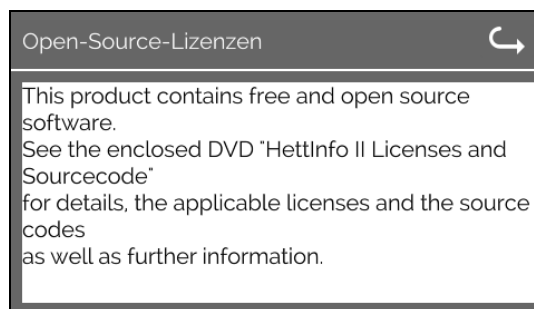 Open-Source-Lizenzen
This product contains free and open source
software.
See the enclosed DVD "HettInfo II Licenses and
Sourcecode"
for details, the applicable licenses and the source
codes
as well as further information.